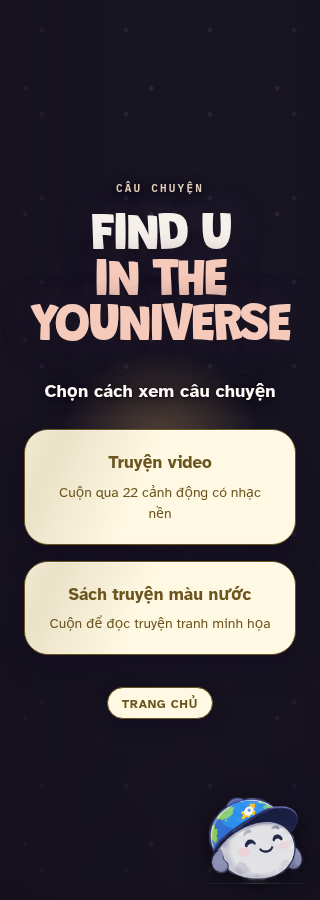 CÂU CHUYỆN
FIND U
IN THE
YOUNIVERSE
Chọn cách xem câu chuyện
Truyện video
Cuộn qua 22 cảnh động có nhạc
nền
Sách truyện màu nước
Cuộn để đọc truyện tranh minh họa
TRANG CHỦ